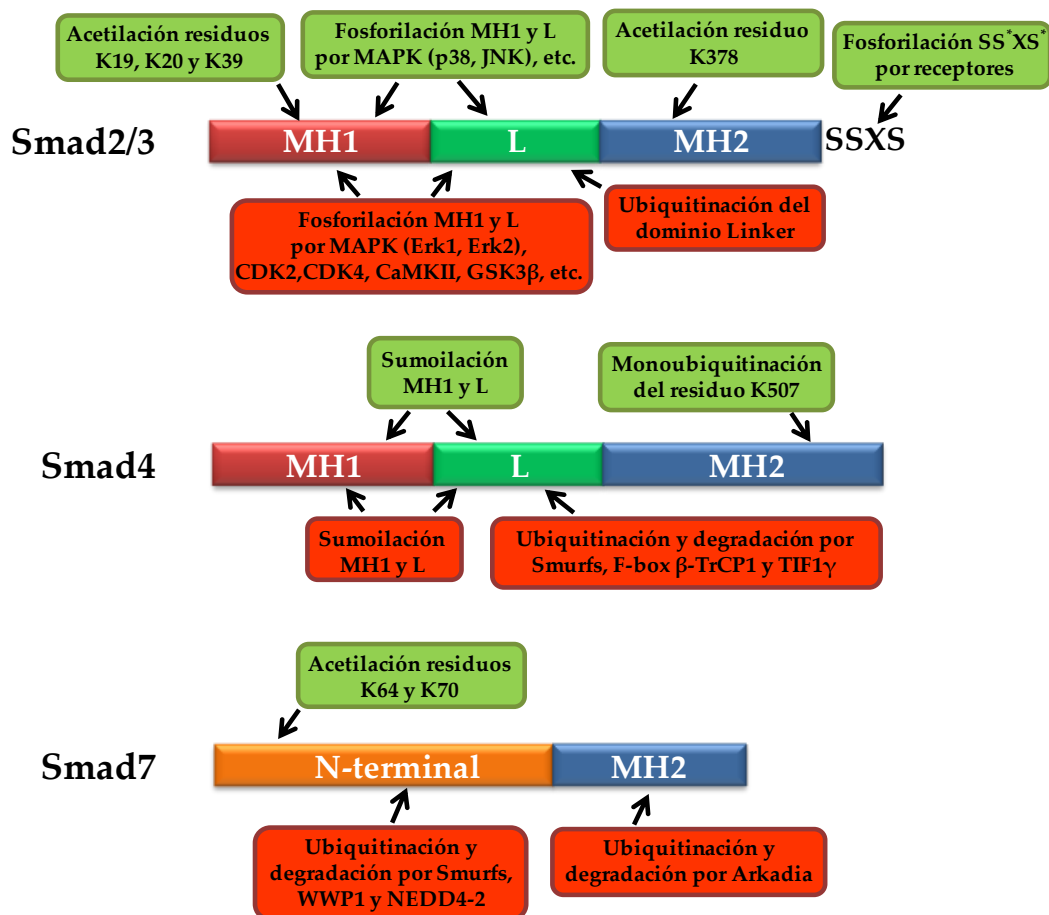 Acetilación residuos
K19, K20 y K39
Fosforilación MH1 y L
por MAPK (p38, JNK), etc.
Acetilación residuo
K378
Fosforilación SS*XS*
por receptores
Smad2/3
MH1
L
MH2
SSXS
Fosforilación MH1 y L
por MAPK (Erk1, Erk2),
CDK2,CDK4, CaMKII, GSK3β, etc.
Ubiquitinación del
dominio Linker
Sumoilación
MH1 y L
Monoubiquitinación
del residuo K507
Smad4
MH1
L
MH2
Sumoilación
MH1 y L
Ubiquitinación y degradación por
Smurfs, F-box β-TrCP1 y TIF1γ
Acetilación residuos
K64 y K70
Smad7
N-terminal
MH2
Ubiquitinación y
degradación por Smurfs,
WWP1 y NEDD4-2
Ubiquitinación y
degradación por Arkadia